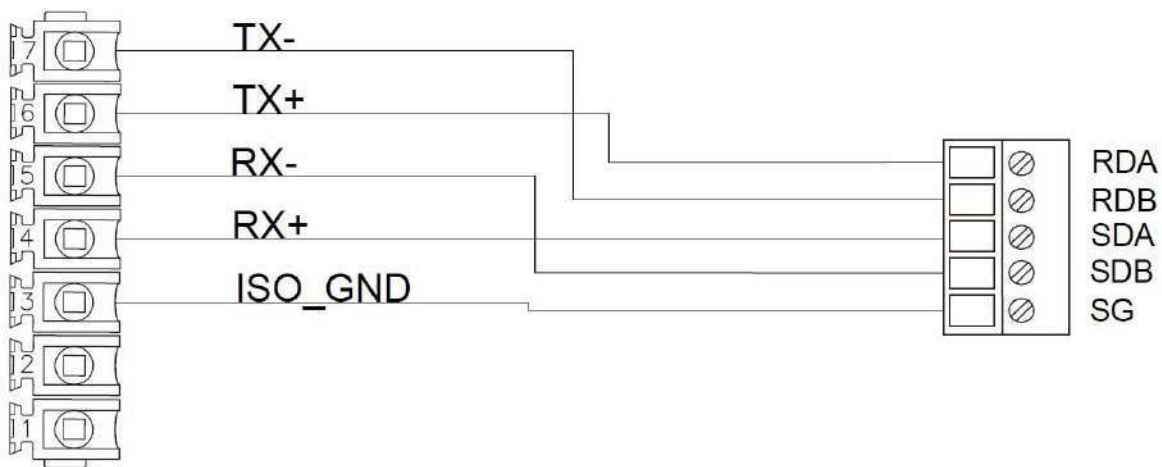 17 TX-
16 TX+
15 RX-
14 RX+
13 ISO_GND
12
11
RDA
RDB
SDA
SDB
SG